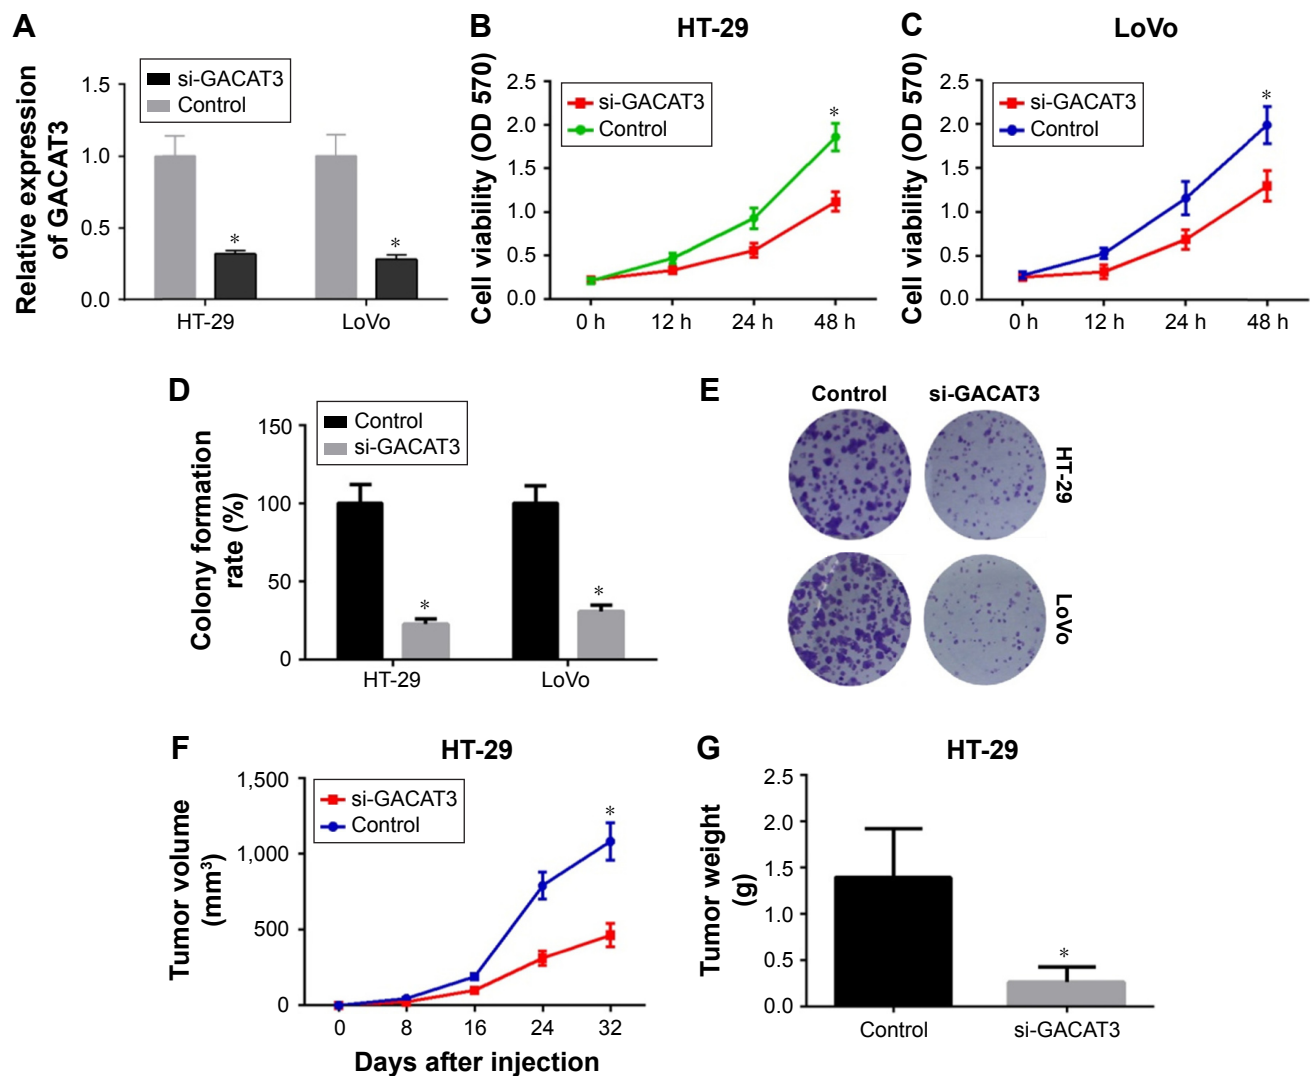 A
si-GACAT3
Control
Relative expression
of GACAT3
1.5
1.0
0.5
0.0
*
*
HT-29
LoVo
B
HT-29
Cell viability (OD 570)
2.5
2.0
1.5
1.0
0.5
0.0
si-GACAT3
Control
*
0 h
12 h
24 h
48 h
C
LoVo
Cell viability (OD 570)
2.5
2.0
1.5
1.0
0.5
0.0
si-GACAT3
Control
*
0 h
12 h
24 h
48 h
D
Control
si-GACAT3
Colony formation
rate (%)
150
100
50
0
*
*
HT-29
LoVo
E
Control
si-GACAT3
HT-29
LoVo
F
HT-29
Tumor volume
(mm³)
1,500
1,000
500
0
si-GACAT3
Control
*
0
8
16
24
32
Days after injection
G
HT-29
Tumor weight
(g)
2.5
2.0
1.5
1.0
0.5
0.0
*
Control
si-GACAT3